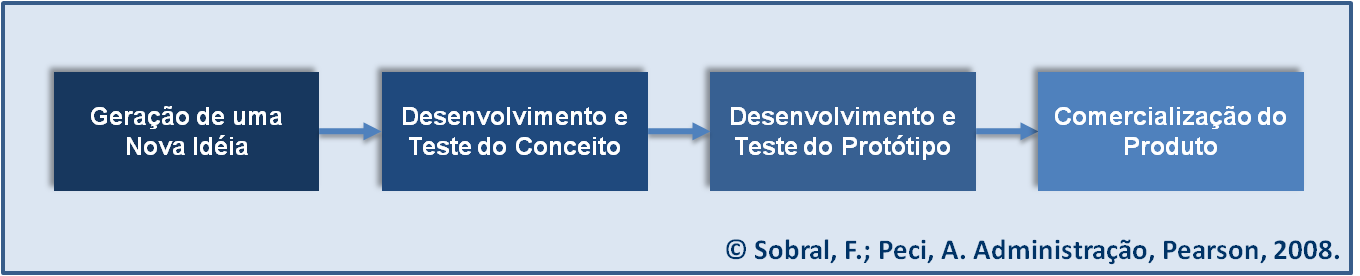 Geração de uma
Nova Idéia
Desenvolvimento e
Teste do Conceito
Desenvolvimento e
Teste do Protótipo
Comercialização do
Produto
© Sobral, F.; Peci, A. Administração, Pearson, 2008.